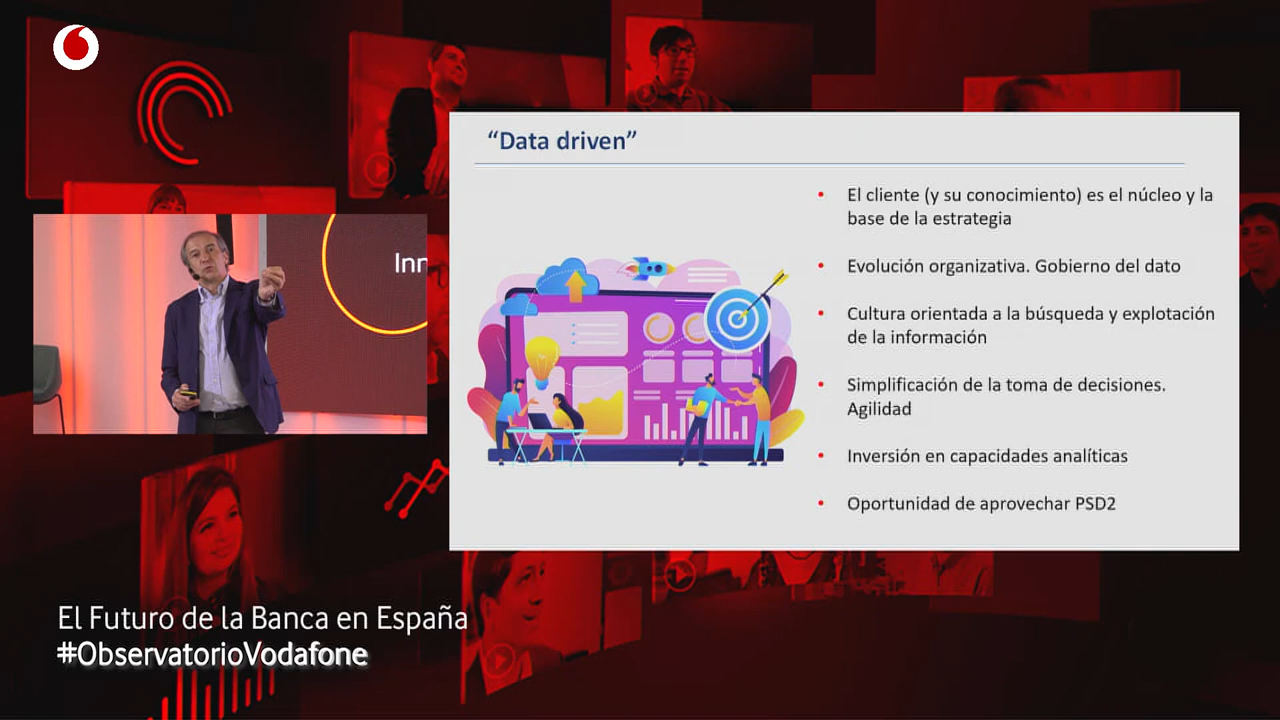 “Data driven”
• El cliente (y su conocimiento) es el núcleo y la
base de la estrategia
• Evolución organizativa. Gobierno del dato
• Cultura orientada a la búsqueda y explotación
de la información
• Simplificación de la toma de decisiones.
Agilidad
• Inversión en capacidades analíticas
• Oportunidad de aprovechar PSD2
Inn
El Futuro de la Banca en España
#ObservatorioVodafone